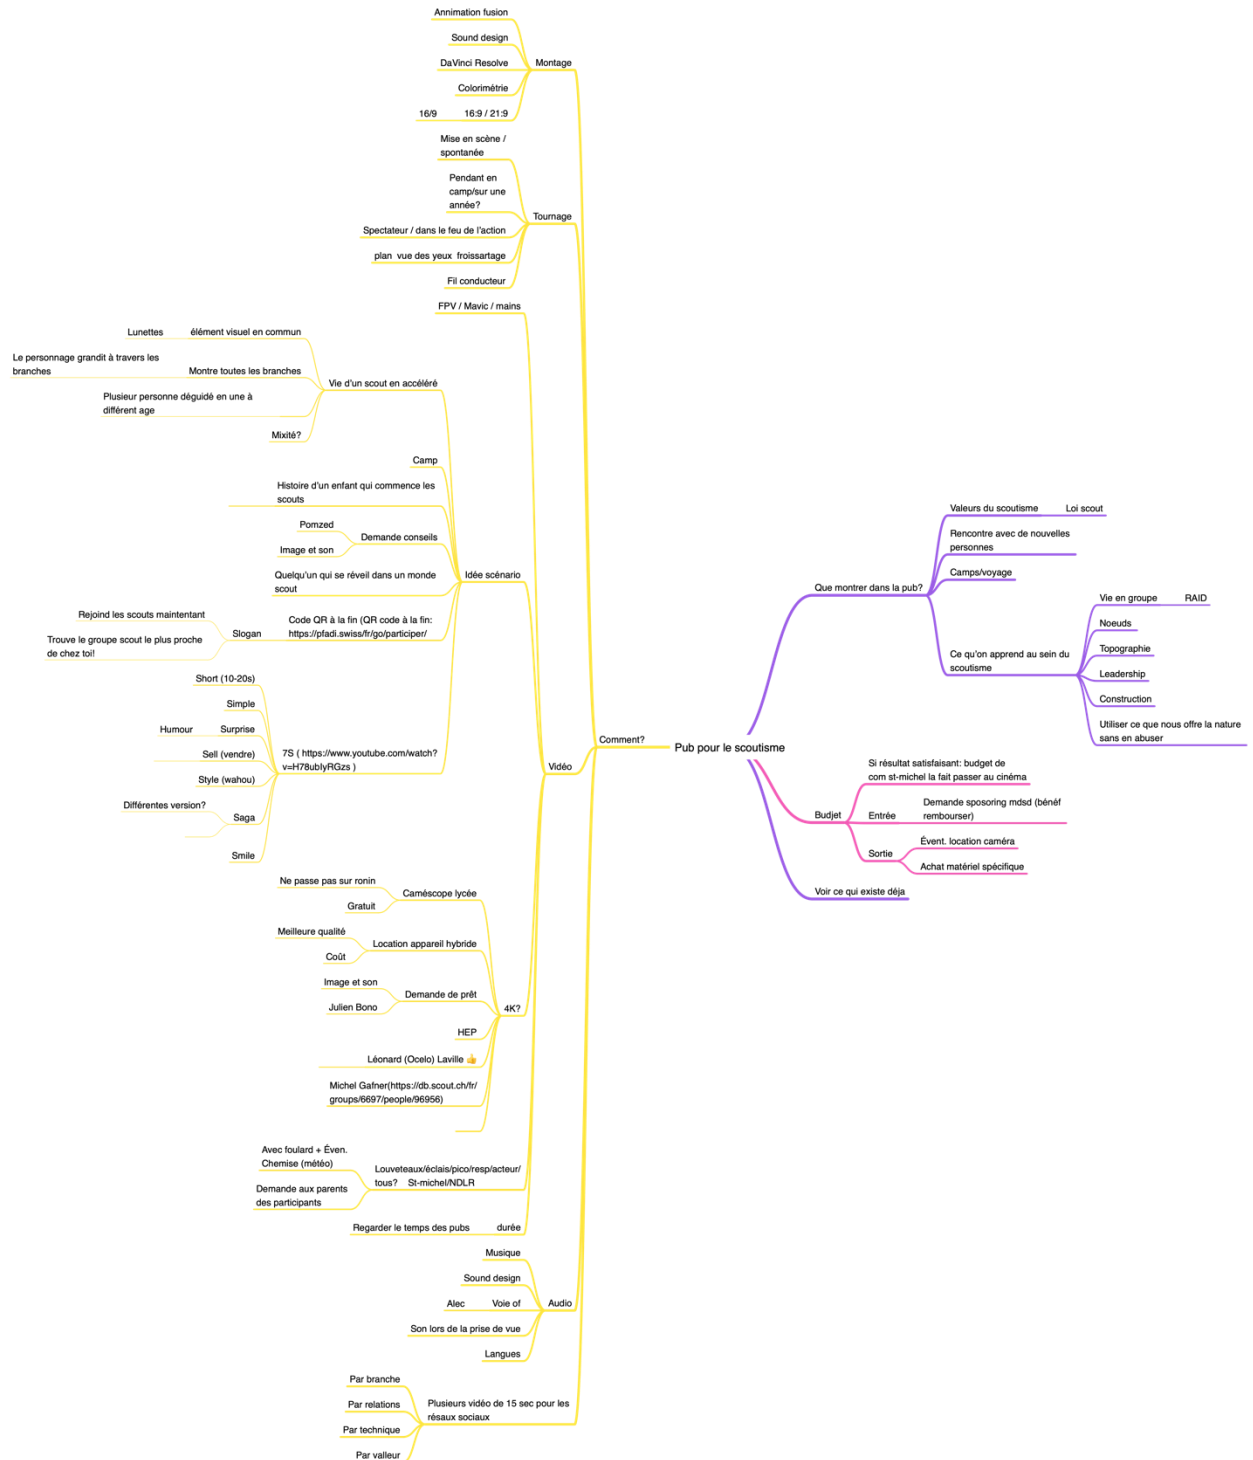 Annimation fusion
Sound design
DaVinci Resolve
Colorimétrie
16/9
16:9 / 21:9
Montage
Mise en scène /
spontanée
Pendant en
camp/sur une
année?
Spectateur / dans le feu de l'action
plan vue des yeux froissartage
Fil conducteur
Tournage
FPV / Mavic / mains
Lunettes
élément visuel en commun
Le personnage grandit à travers les
branches
Montre toutes les branches
Plusieur personne déguidé en une à
différent age
Mixité?
Vie d'un scout en accéléré
Camp
Histoire d'un enfant qui commence les
scouts
Pomzed
Image et son
Demande conseils
Quelqu'un qui se réveil dans un monde
scout
Idée scénario
Rejoind les scouts maintentant
Trouve le groupe scout le plus proche
de chez toi!
Slogan
Code QR à la fin (QR code à la fin:
https://pfadi.swiss/fr/go/participer/
Short (10-20s)
Simple
Humour
Surprise
Sell (vendre)
Style (wahou)
Différentes version?
Saga
Smile
7S ( https://www.youtube.com/watch?
v=H78ubIyRGzs )
Vidéo
Comment?
Ne passe pas sur ronin
Gratuit
Caméscope lycée
Meilleure qualité
Coût
Location appareil hybride
Image et son
Julien Bono
Demande de prêt
HEP
Léonard (Ocelo) Laville 👍
Michel Gafner(https://db.scout.ch/fr/
groups/6697/people/96956)
4K?
Avec foulard + Éven.
Chemise (météo)
Demande aux parents
des participants
Louveteaux/éclais/pico/resp/acteur/
tous? St-michel/NDLR
Regarder le temps des pubs
durée
Musique
Sound design
Alec
Voie of
Son lors de la prise de vue
Langues
Audio
Par branche
Par relations
Par technique
Par valleur
Plusieurs vidéo de 15 sec pour les
résaux sociaux
Pub pour le scoutisme
Que montrer dans la pub?
Valeurs du scoutisme
Loi scout
Rencontre avec de nouvelles
personnes
Camps/voyage
Ce qu'on apprend au sein du
scoutisme
Vie en groupe
RAID
Noeuds
Topographie
Leadership
Construction
Utiliser ce que nous offre la nature
sans en abuser
Budjet
Si résultat satisfaisant: budget de
com st-michel la fait passer au cinéma
Entrée
Demande sposoring mdsd (bénéf
rembourser)
Sortie
Évent. location caméra
Achat matériel spécifique
Voir ce qui existe déja